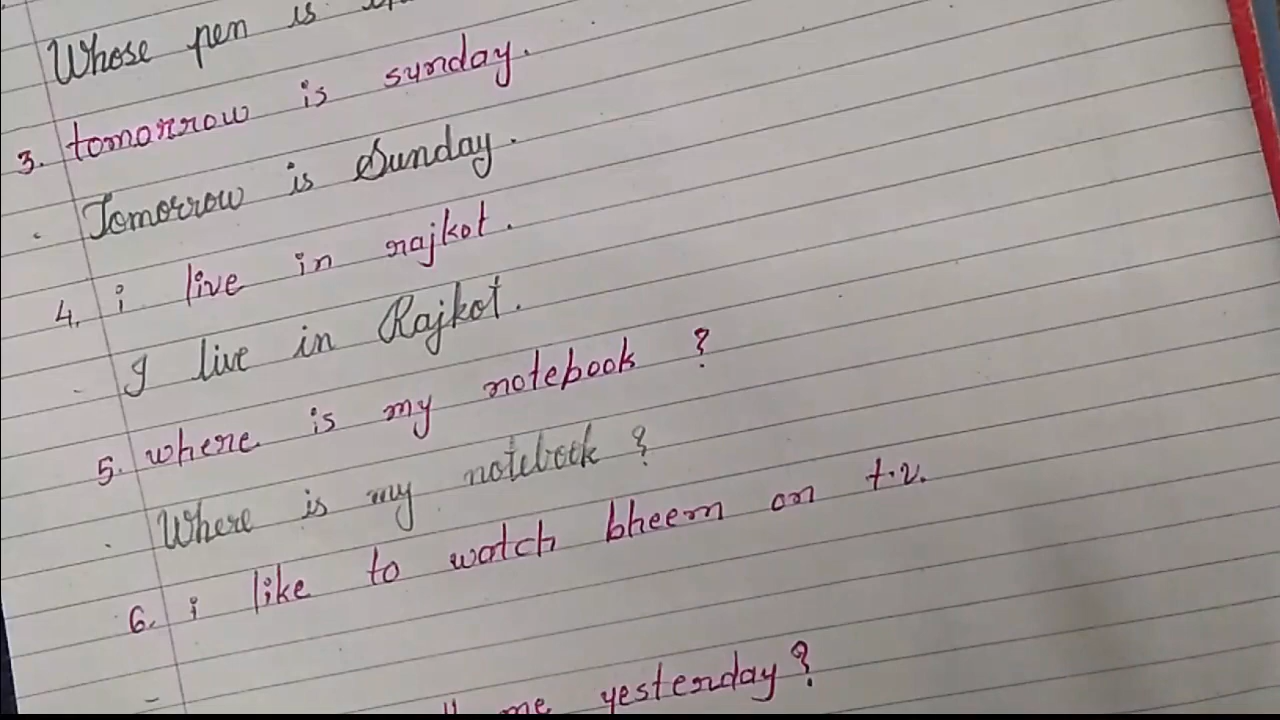 Whose pen is
3. tomorrow is sunday.
Tomorrow is Sunday.
4. i live in rajkot.
I live in Rajkot.
5. where is my notebook ?
Where is my notebook ?
6. i like to watch bheem on t.v.
me yesterday?